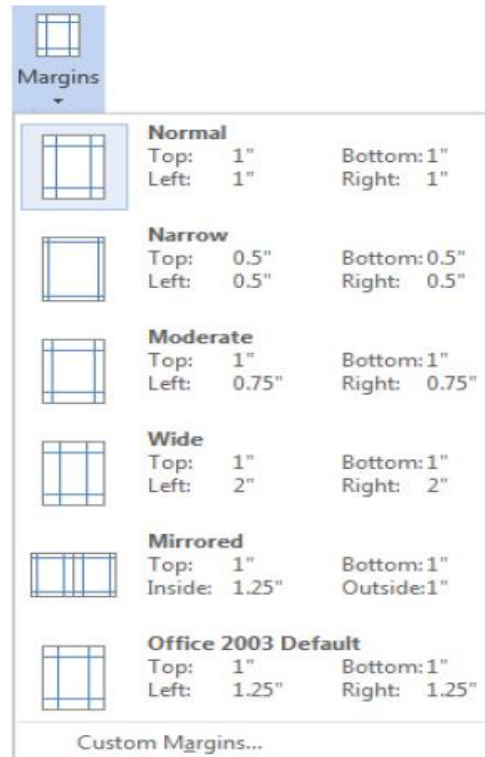 Margins
Normal
Top: 1" Bottom: 1"
Left: 1" Right: 1"
Narrow
Top: 0.5" Bottom: 0.5"
Left: 0.5" Right: 0.5"
Moderate
Top: 1" Bottom: 1"
Left: 0.75" Right: 0.75"
Wide
Top: 1" Bottom: 1"
Left: 2" Right: 2"
Mirrored
Top: 1" Bottom: 1"
Inside: 1.25" Outside: 1"
Office 2003 Default
Top: 1" Bottom: 1"
Left: 1.25" Right: 1.25"
Custom Margins...